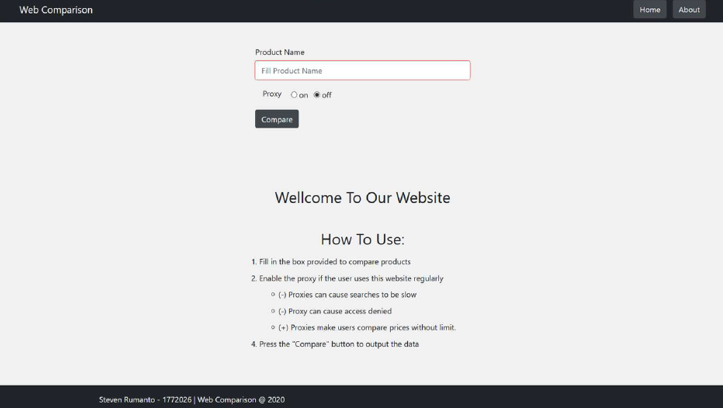 Web Comparison
Home
About
Product Name
Fill Product Name
Proxy on off
Compare
Wellcome To Our Website
How To Use:
1. Fill in the box provided to compare products
2. Enable the proxy if the user uses this website regularly
(-) Proxies can cause searches to be slow
(-) Proxy can cause access denied
(+) Proxies make users compare prices without limit.
4. Press the "Compare" button to output the data
Steven Rumanto - 1772026 | Web Comparison @ 2020